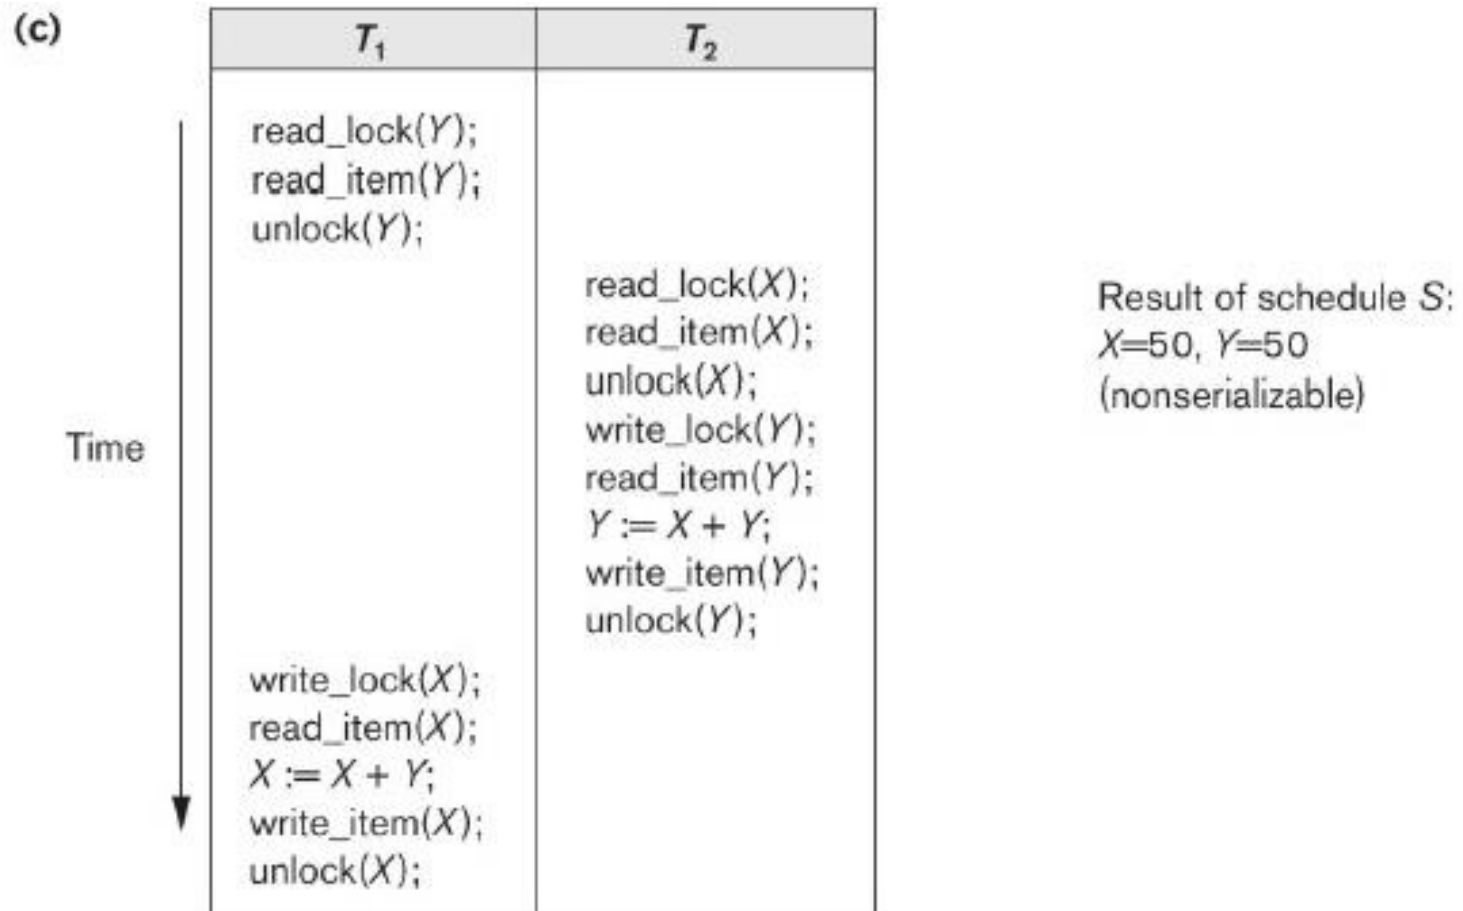 (c)
T1
T2
read_lock(Y);
read_item(Y);
unlock(Y);
read_lock(X);
read_item(X);
unlock(X);
write_lock(Y);
read_item(Y);
Y := X + Y;
write_item(Y);
unlock(Y);
write_lock(X);
read_item(X);
X := X + Y;
write_item(X);
unlock(X);
Time
Result of schedule S:
X=50, Y=50
(nonserializable)